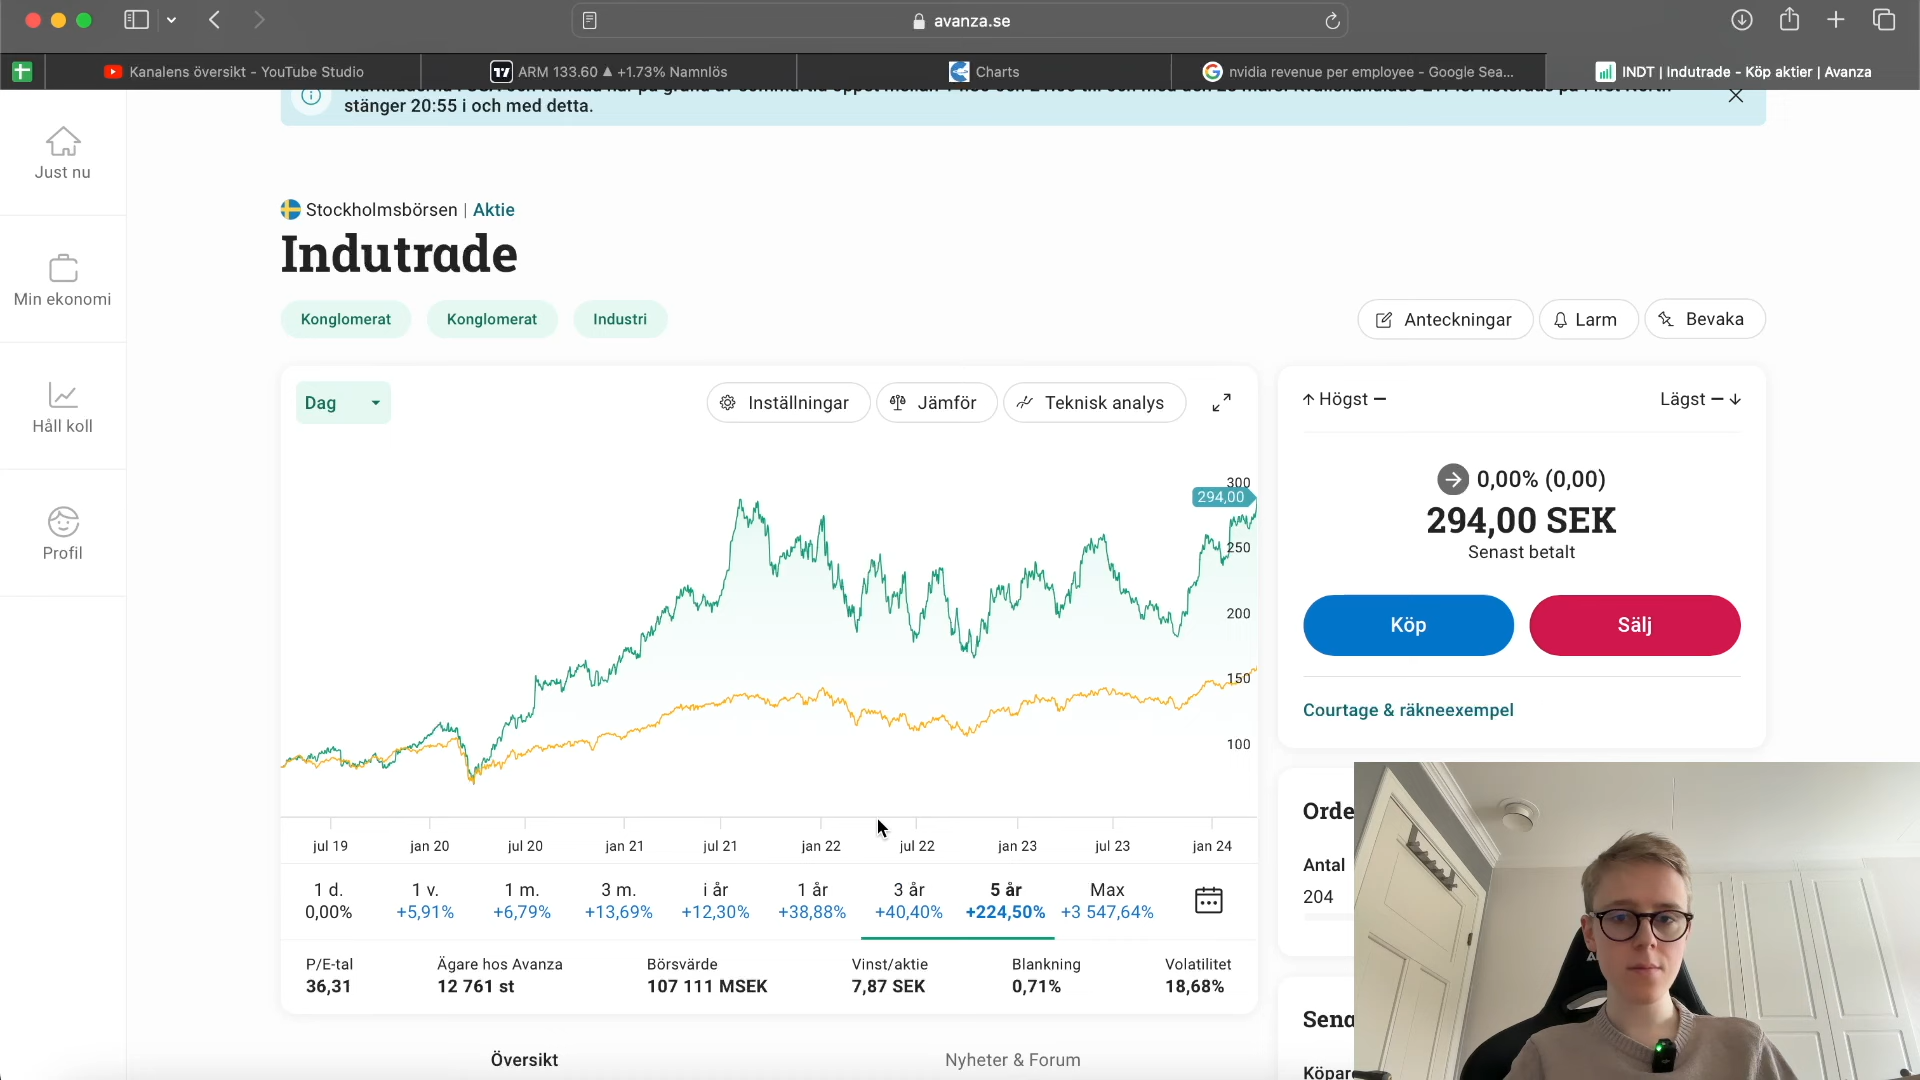 avanza.se
Kanalens översikt - YouTube Studio
ARM 133.60 ▲ +1.73% Namnlös
Charts
nvidia revenue per employee - Google Sea...
INDT | Indutrade - Köp aktier | Avanza
stänger 20:55 i och med detta.
Just nu
Min ekonomi
Håll koll
Profil
Stockholmsbörsen | Aktie
Indutrade
Konglomerat Konglomerat Industri
Anteckningar Larm Bevaka
Dag
Inställningar Jämför Teknisk analys
300
294,00
250
200
150
100
jul 19 jan 20 jul 20 jan 21 jul 21 jan 22 jul 22 jan 23 jul 23 jan 24
1 d. 1 v. 1 m. 3 m. i år 1 år 3 år 5 år Max
0,00% +5,91% +6,79% +13,69% +12,30% +38,88% +40,40% +224,50% +3 547,64%
P/E-tal Ägare hos Avanza Börsvärde Vinst/aktie Blankning Volatilitet
36,31 12 761 st 107 111 MSEK 7,87 SEK 0,71% 18,68%
Översikt Nyheter & Forum
↑ Högst – Lägst – ↓
0,00% (0,00)
294,00 SEK
Senast betalt
Köp Sälj
Courtage & räkneexempel
Orde
Antal
204
Sena
Köpar